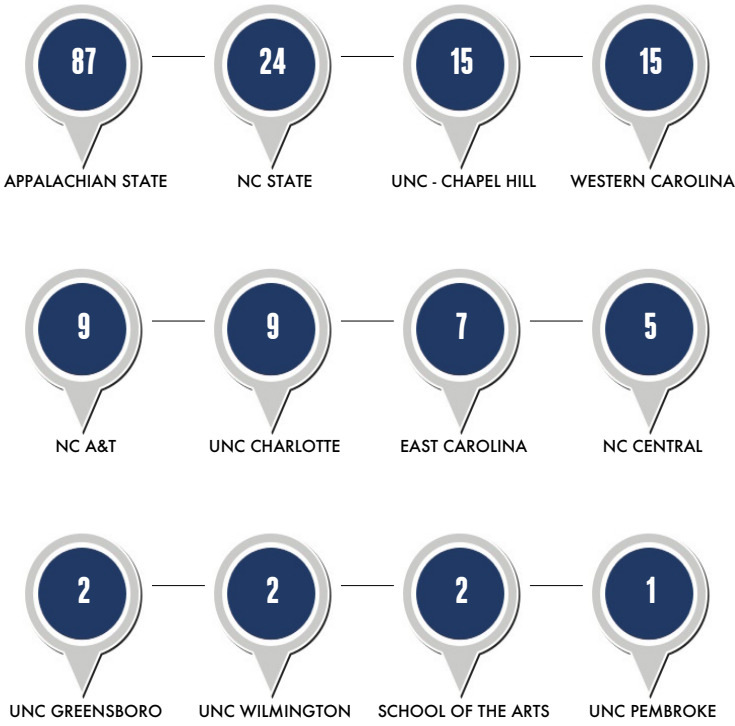 87 24 15 15
APPALACHIAN STATE NC STATE UNC - CHAPEL HILL WESTERN CAROLINA
9 9 7 5
NC A&T UNC CHARLOTTE EAST CAROLINA NC CENTRAL
2 2 2 1
UNC GREENSBORO UNC WILMINGTON SCHOOL OF THE ARTS UNC PEMBROKE